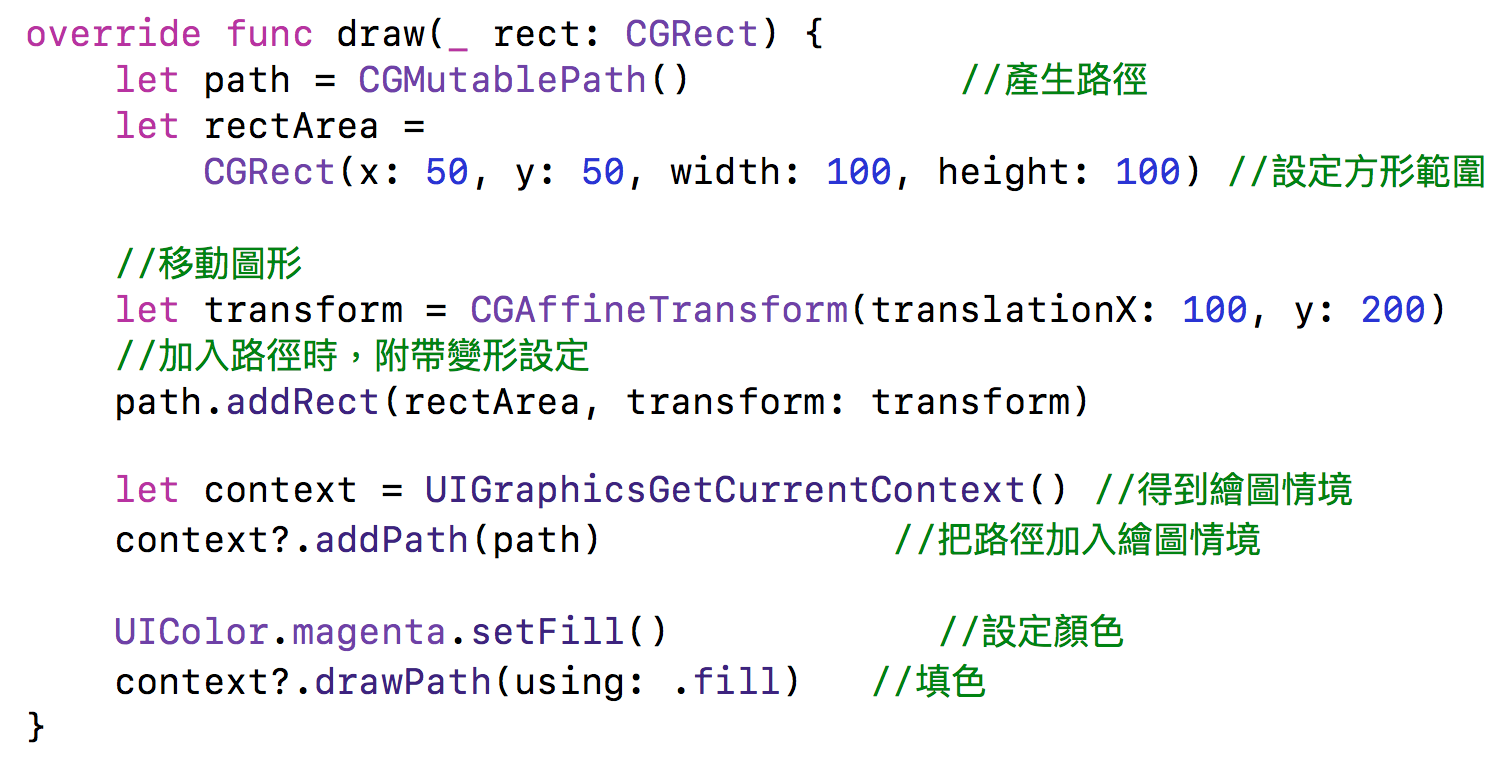 override func draw(_ rect: CGRect) {
    let path = CGMutablePath()            //產生路徑
    let rectArea =
        CGRect(x: 50, y: 50, width: 100, height: 100) //設定方形範圍

    //移動圖形
    let transform = CGAffineTransform(translationX: 100, y: 200)
    //加入路徑時，附帶變形設定
    path.addRect(rectArea, transform: transform)

    let context = UIGraphicsGetCurrentContext() //得到繪圖情境
    context?.addPath(path)             //把路徑加入繪圖情境

    UIColor.magenta.setFill()            //設定顏色
    context?.drawPath(using: .fill)   //填色
}